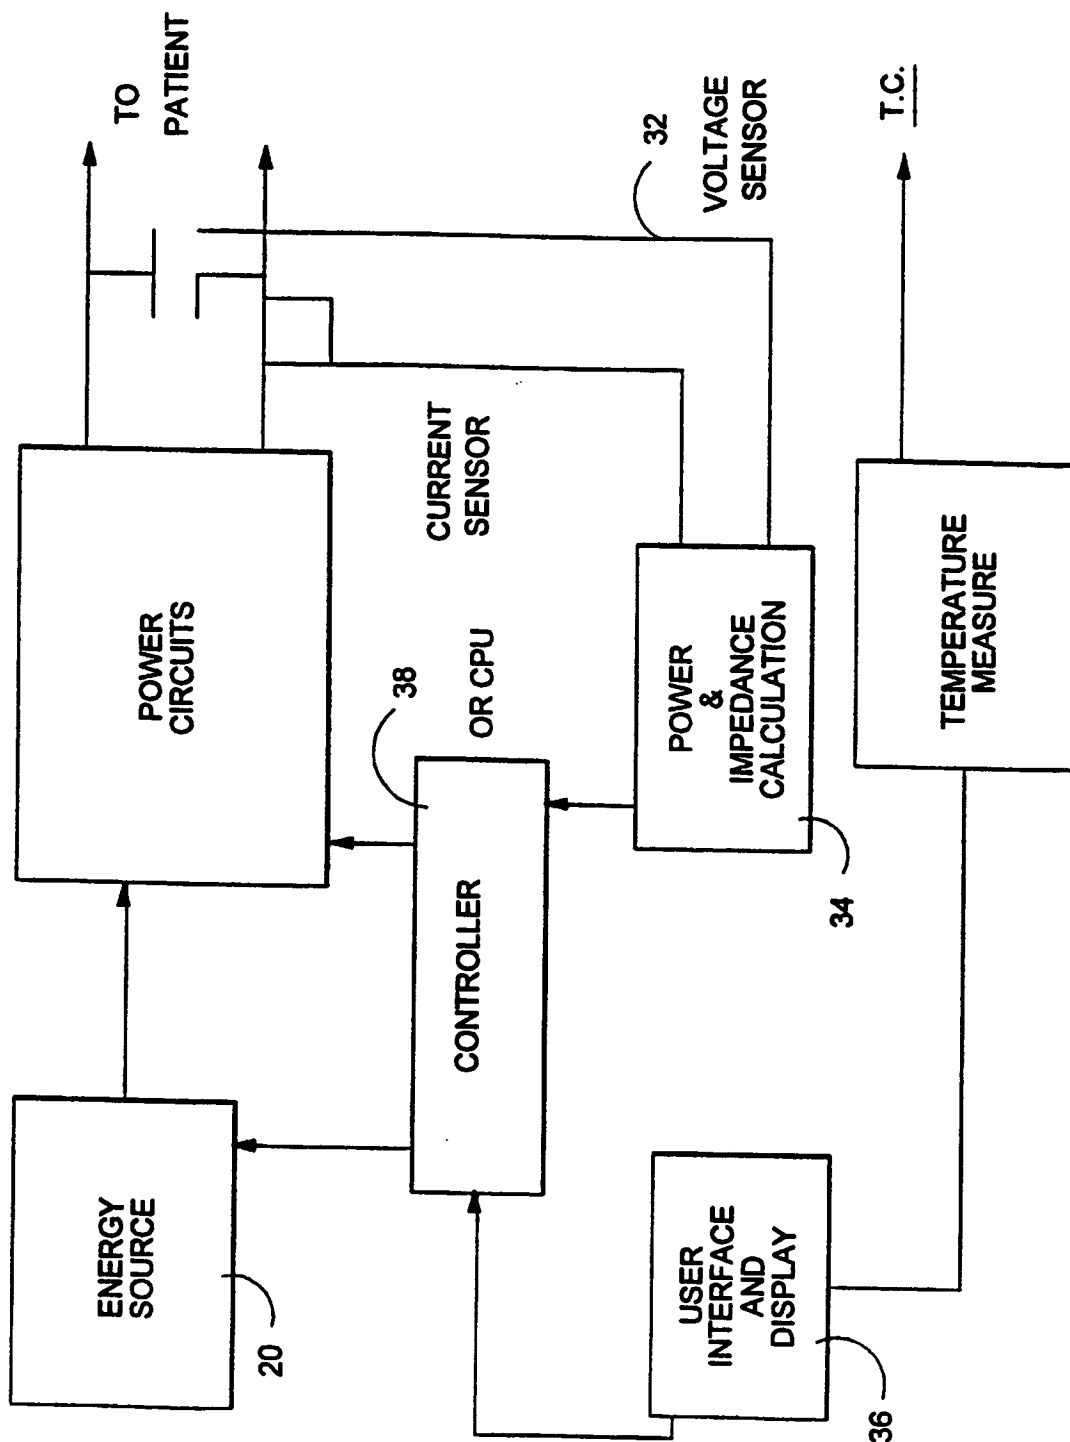 ENERGY
SOURCE
20
POWER
CIRCUITS
TO
PATIENT
CONTROLLER
38
OR CPU
CURRENT
SENSOR
32
VOLTAGE
SENSOR
USER
INTERFACE
AND
DISPLAY
36
POWER
&
IMPEDANCE
CALCULATION
34
TEMPERATURE
MEASURE
T.C.